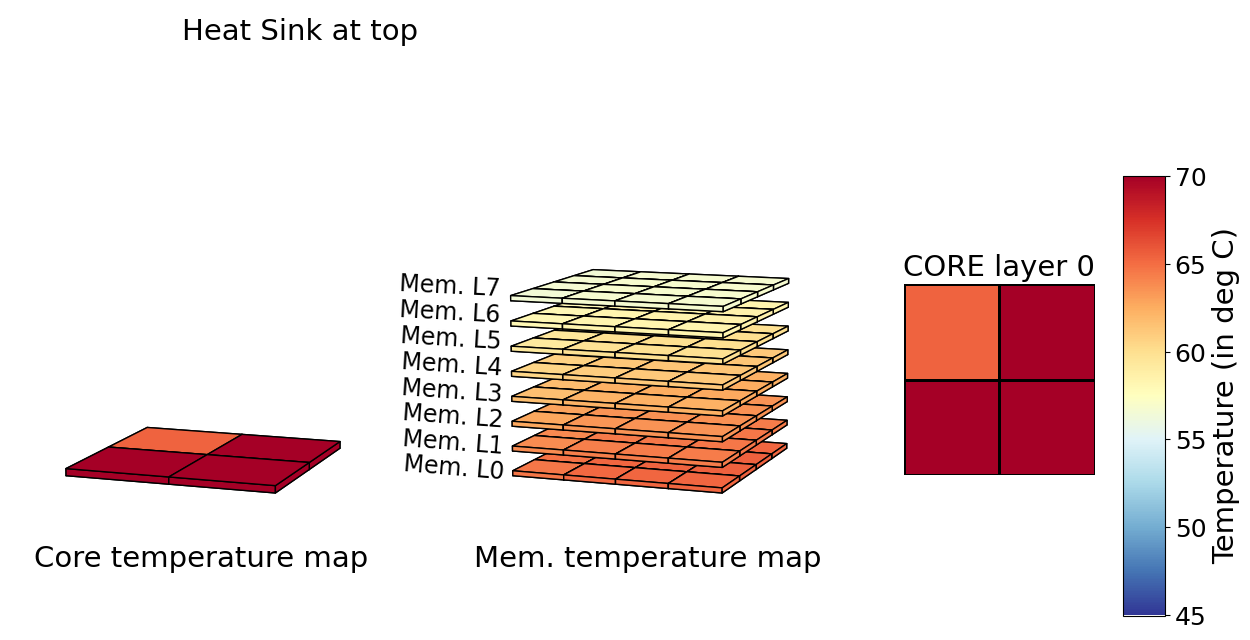 Heat Sink at top
Mem. L7
Mem. L6
Mem. L5
Mem. L4
Mem. L3
Mem. L2
Mem. L1
Mem. L0
Core temperature map
Mem. temperature map
CORE layer 0
70
65
60
55
50
45
Temperature (in deg C)